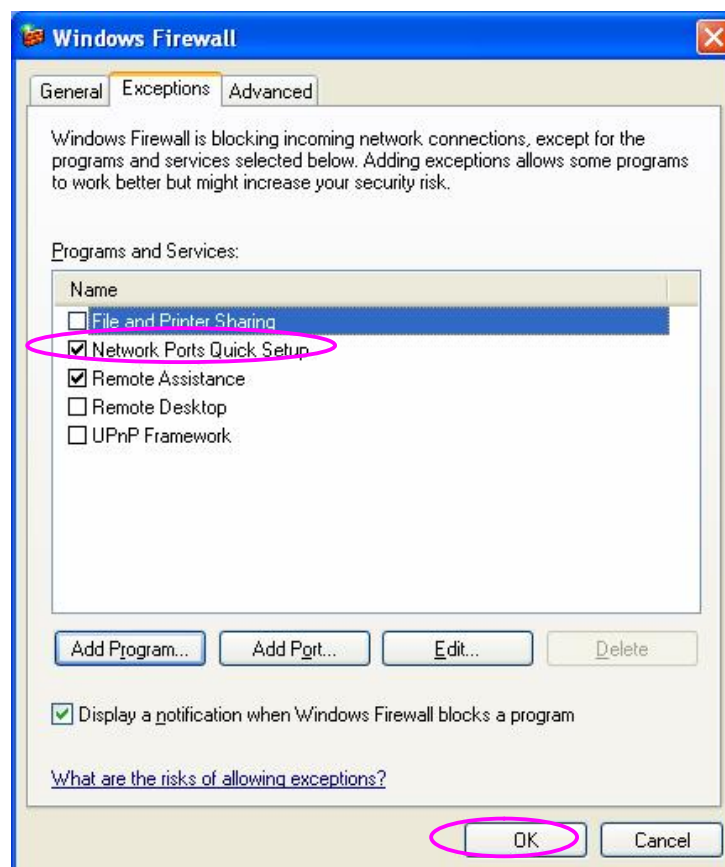 Windows Firewall
General Exceptions Advanced
Windows Firewall is blocking incoming network connections, except for the
programs and services selected below. Adding exceptions allows some programs
to work better but might increase your security risk.
Programs and Services:
Name
File and Printer Sharing
Network Ports Quick Setup
Remote Assistance
Remote Desktop
UPnP Framework
Add Program... Add Port... Edit... Delete
Display a notification when Windows Firewall blocks a program
What are the risks of allowing exceptions?
OK Cancel